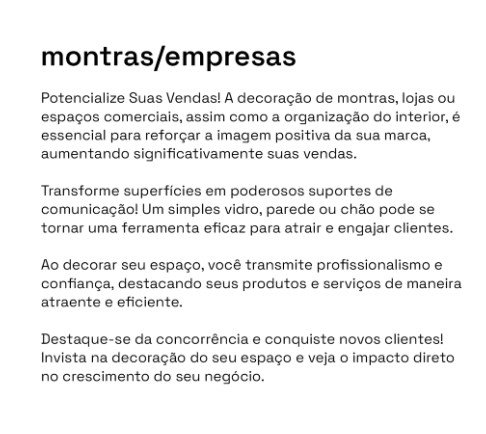 montras/empresas
Potencialize Suas Vendas! A decoração de montras, lojas ou
espaços comerciais, assim como a organização do interior, é
essencial para reforçar a imagem positiva da sua marca,
aumentando significativamente suas vendas.
Transforme superfícies em poderosos suportes de
comunicação! Um simples vidro, parede ou chão pode se
tornar uma ferramenta eficaz para atrair e engajar clientes.
Ao decorar seu espaço, você transmite profissionalismo e
confiança, destacando seus produtos e serviços de maneira
atraente e eficiente.
Destaque-se da concorrência e conquiste novos clientes!
Invista na decoração do seu espaço e veja o impacto direto
no crescimento do seu negócio.